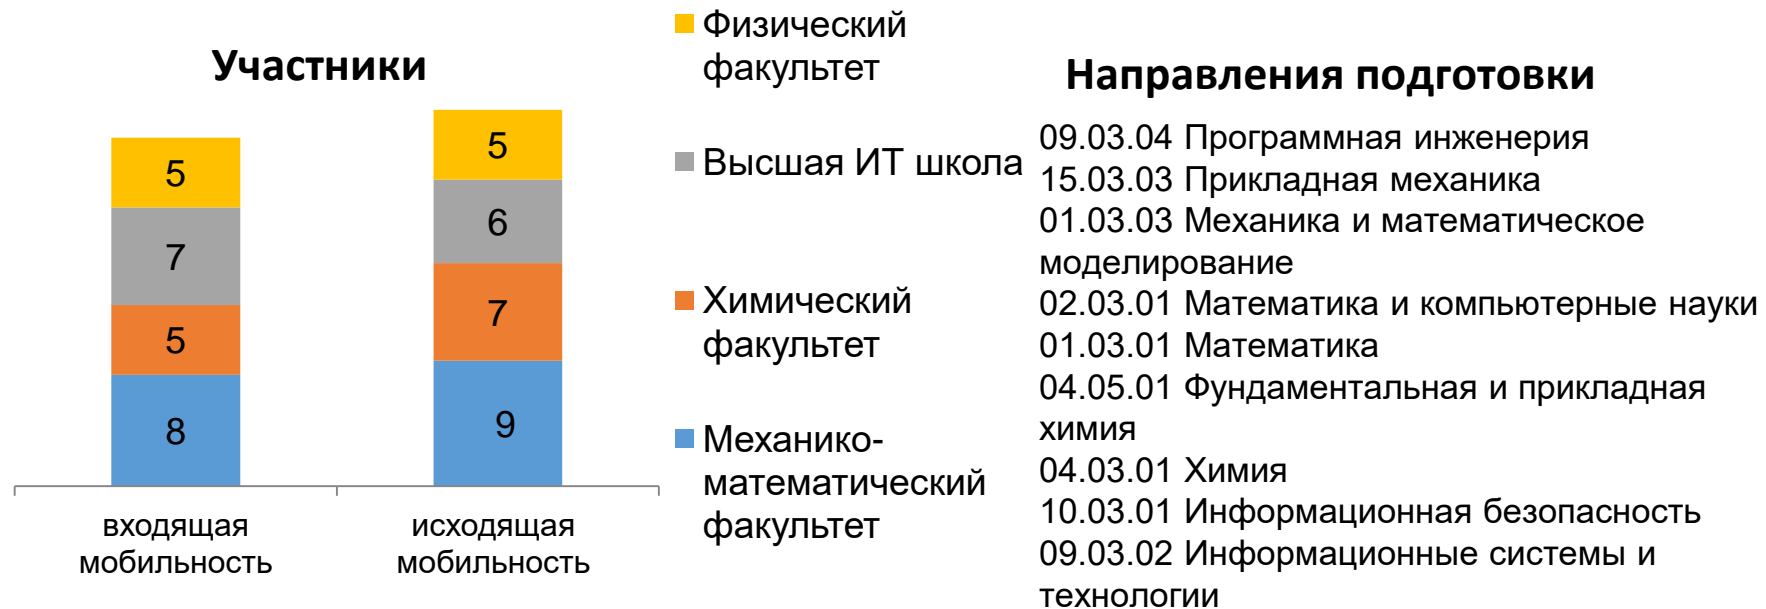 Участники
5
7
5
8
5
6
7
9
входящая
мобильность
исходящая
мобильность
Физический
факультет
Высшая ИТ школа
Химический
факультет
Механико-
математический
факультет
Направления подготовки
09.03.04 Программная инженерия
15.03.03 Прикладная механика
01.03.03 Механика и математическое
моделирование
02.03.01 Математика и компьютерные науки
01.03.01 Математика
04.05.01 Фундаментальная и прикладная
химия
04.03.01 Химия
10.03.01 Информационная безопасность
09.03.02 Информационные системы и
технологии